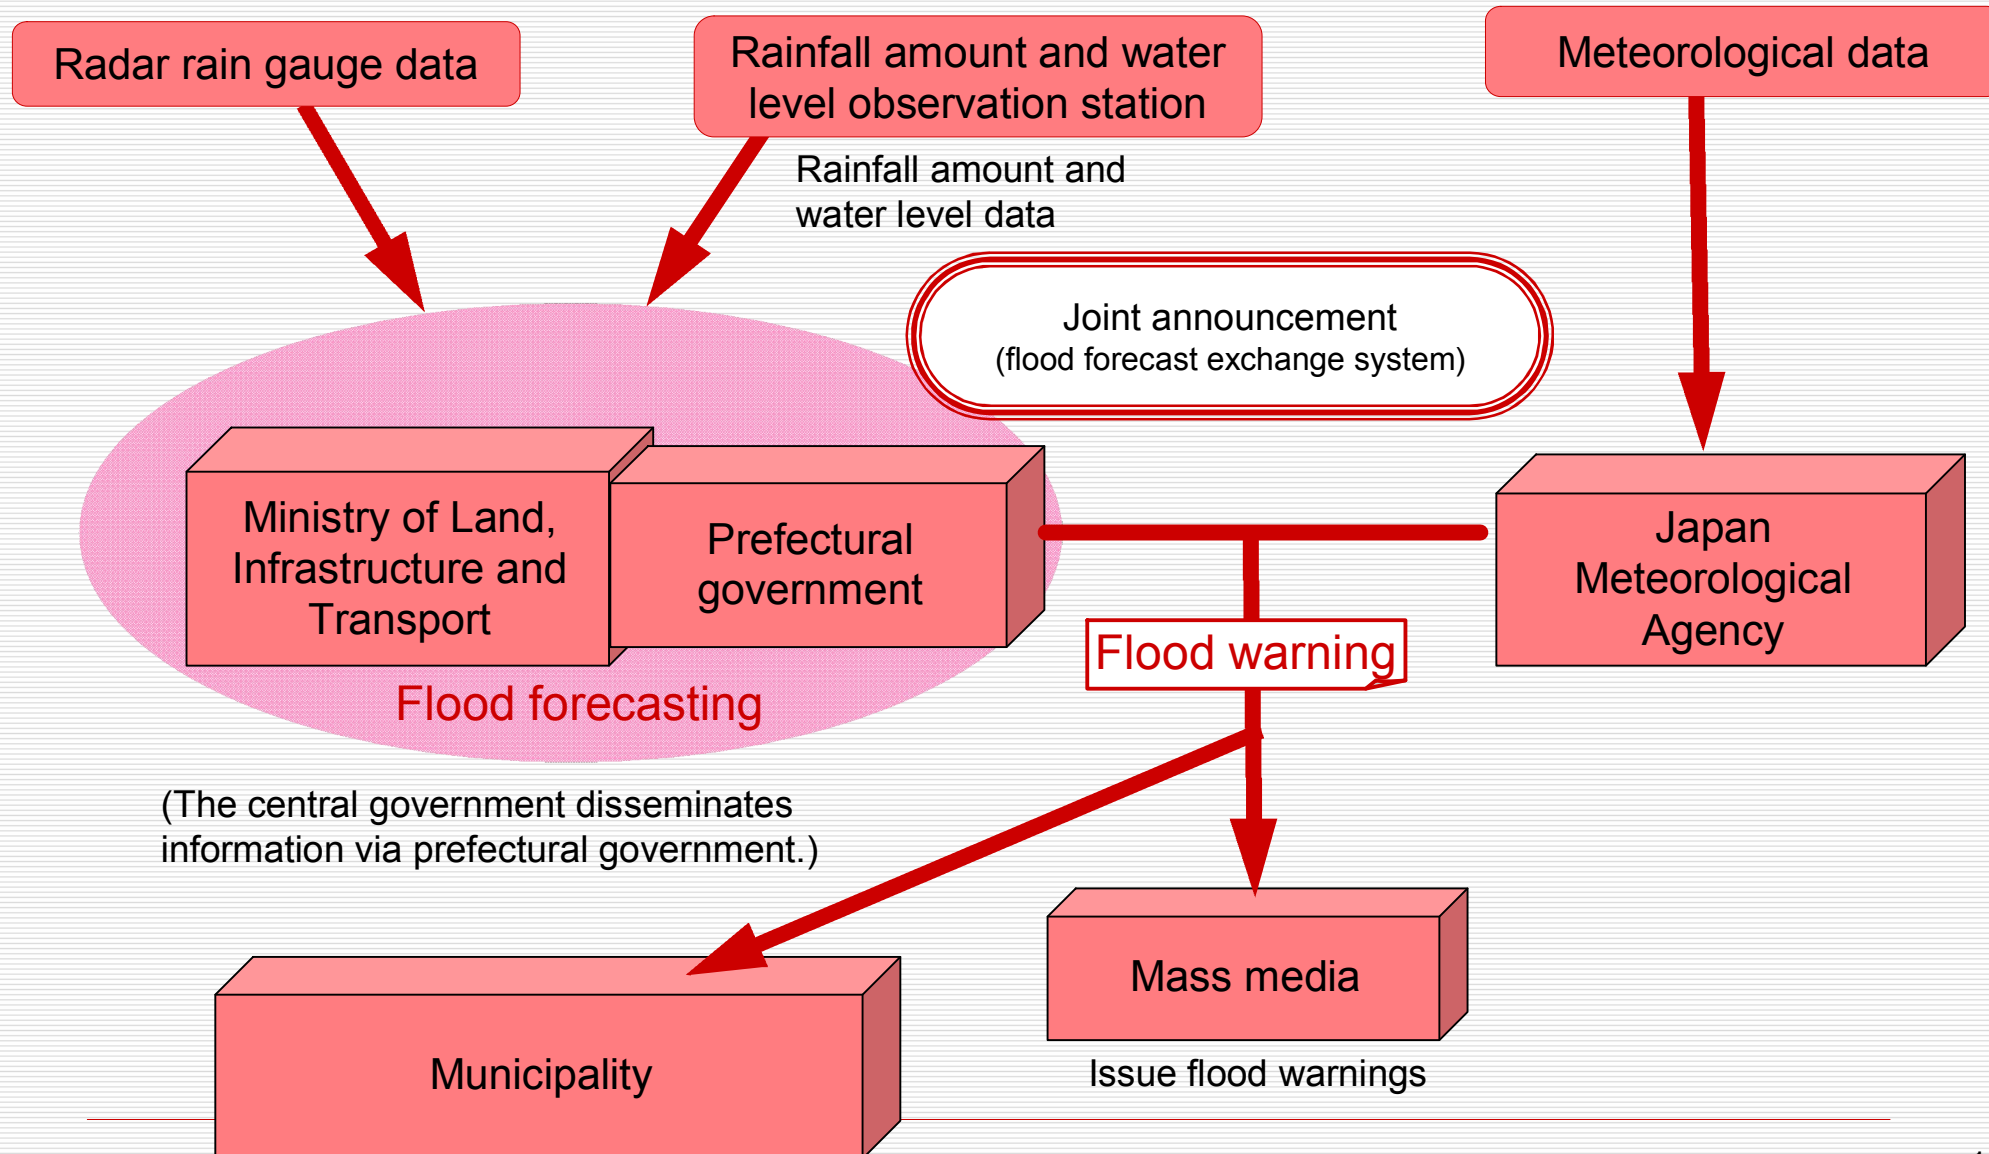 Radar rain gauge data
Rainfall amount and water
level observation station
Meteorological data
Rainfall amount and
water level data
Joint announcement
(flood forecast exchange system)
Ministry of Land,
Infrastructure and
Transport
Prefectural
government
Japan
Meteorological
Agency
Flood warning
Flood forecasting
(The central government disseminates
information via prefectural government.)
Mass media
Municipality
Issue flood warnings